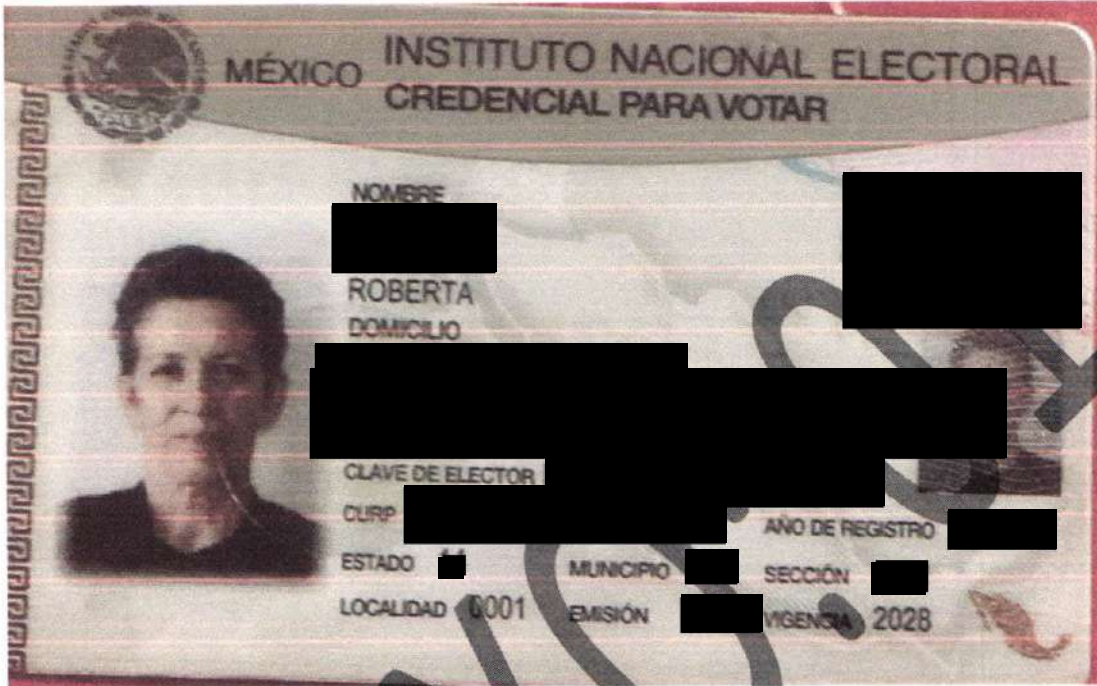 MÉXICO INSTITUTO NACIONAL ELECTORAL
CREDENCIAL PARA VOTAR
NOMBRE
ROBERTA
DOMICILIO
CLAVE DE ELECTOR
CURP
AÑO DE REGISTRO
ESTADO MUNICIPIO SECCIÓN
LOCALIDAD 0001 EMISIÓN VIGENCIA 2028